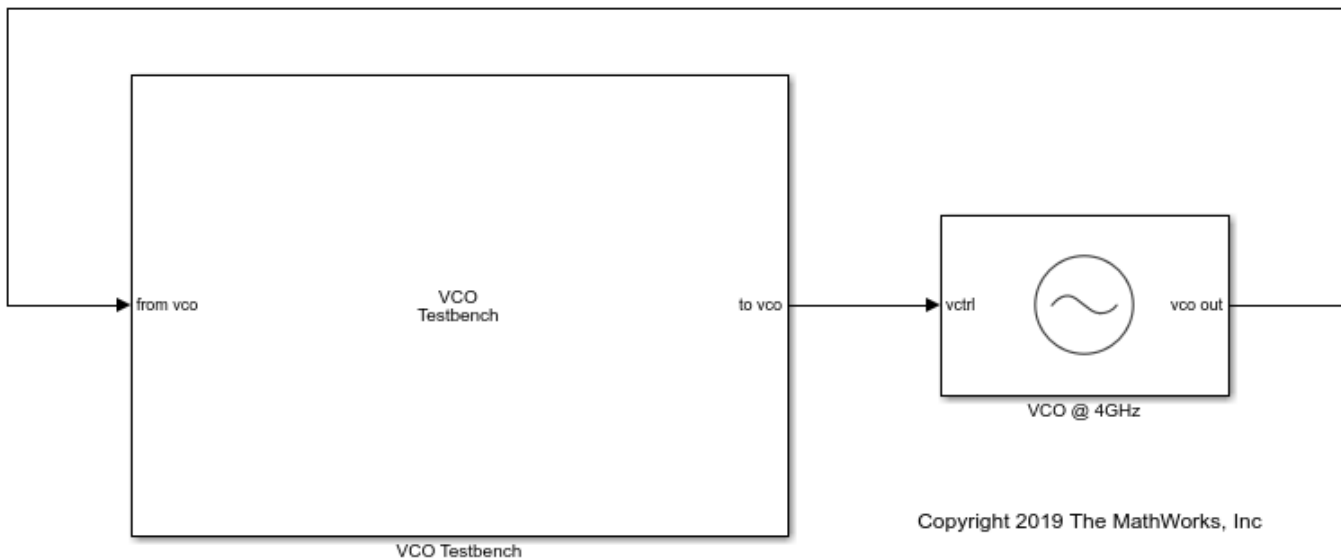 from vco
VCO
Testbench
to vco
vctrl
vco out
VCO @ 4GHz
Copyright 2019 The MathWorks, Inc
VCO Testbench